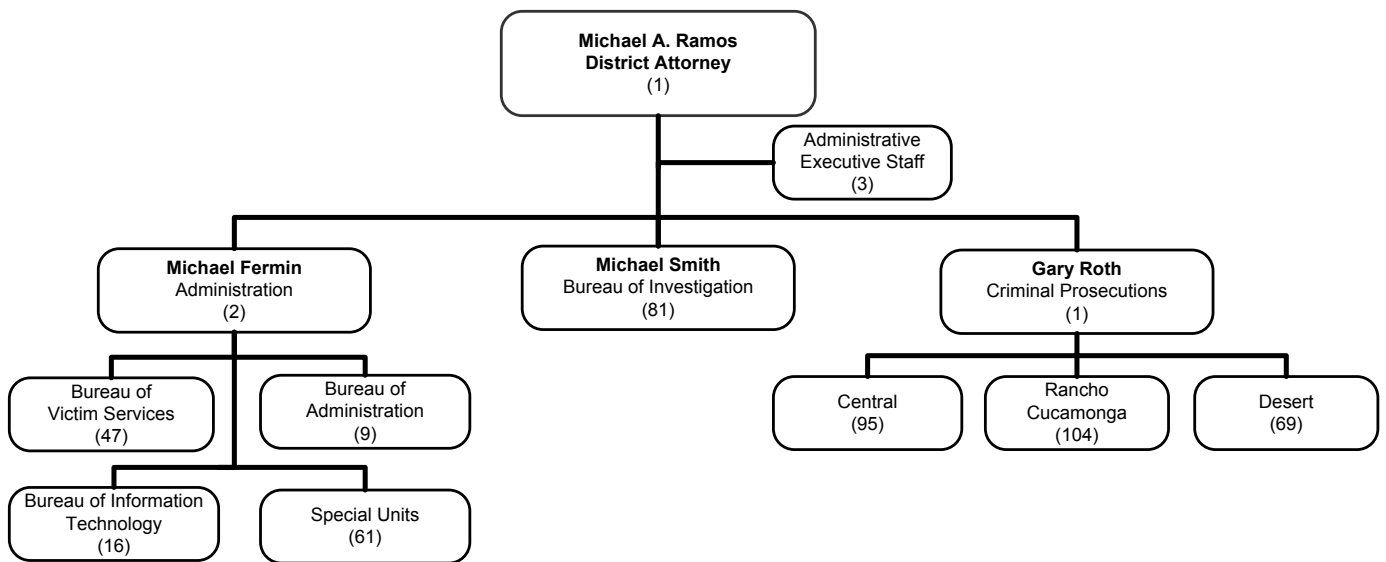 Michael A. Ramos
District Attorney
(1)
Administrative
Executive Staff
(3)
Michael Fermin
Administration
(2)
Michael Smith
Bureau of Investigation
(81)
Gary Roth
Criminal Prosecutions
(1)
Bureau of
Victim Services
(47)
Bureau of
Administration
(9)
Central
(95)
Rancho
Cucamonga
(104)
Desert
(69)
Bureau of Information
Technology
(16)
Special Units
(61)